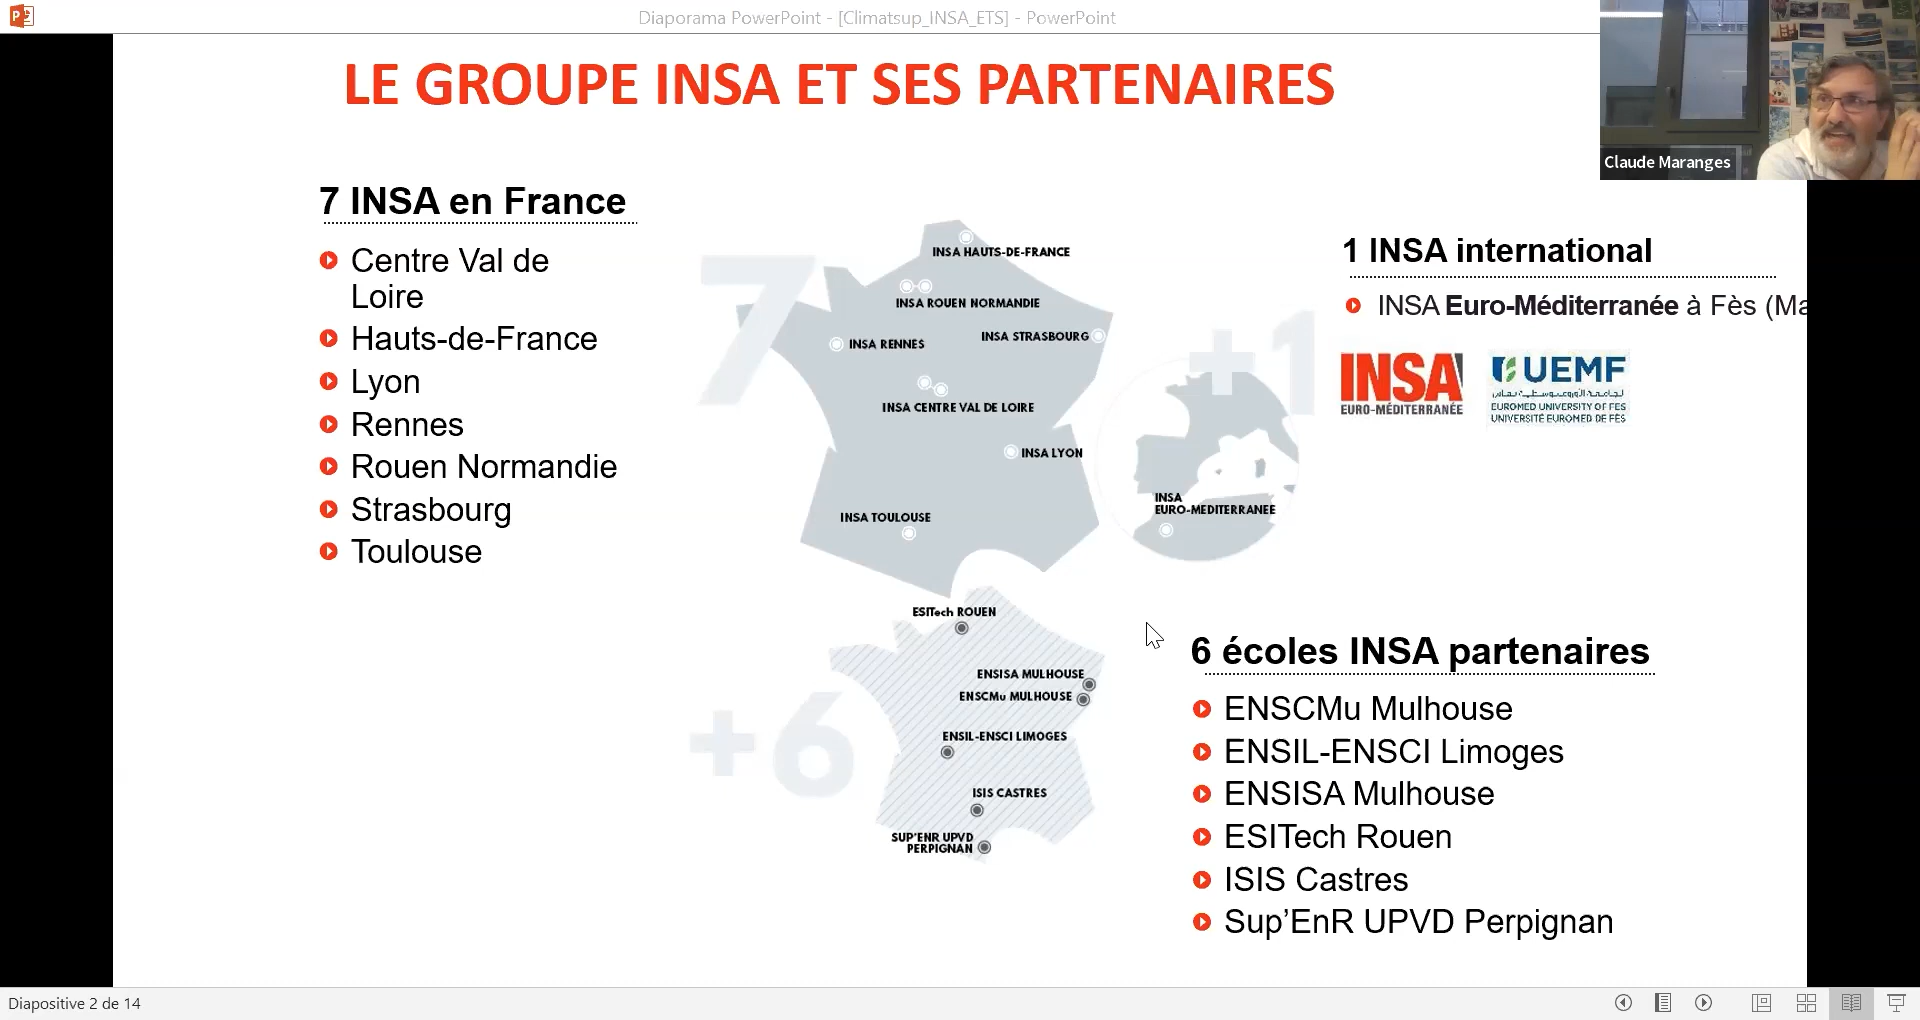 Diaporama PowerPoint - [Climatsup_INSA_ETS] - PowerPoint
LE GROUPE INSA ET SES PARTENAIRES
Claude Maranges
7 INSA en France
Centre Val de
Loire
Hauts-de-France
Lyon
Rennes
Rouen Normandie
Strasbourg
Toulouse
7
INSA HAUTS-DE-FRANCE
INSA ROUEN NORMANDIE
INSA STRASBOURG
INSA RENNES
INSA CENTRE VAL DE LOIRE
INSA LYON
INSA TOULOUSE
+1
INSA
EURO-MEDITERRANEE
1 INSA international
INSA Euro-Méditerranée à Fès (Ma
INSA
EURO-MÉDITERRANÉE
UEMF
EUROMED UNIVERSITY OF FES
UNIVERSITÉ EUROMED DE FÈS
+6
ESITech ROUEN
ENSISA MULHOUSE
ENSCMu MULHOUSE
ENSIL-ENSCI LIMOGES
ISIS CASTRES
SUP'ENR UPVD
PERPIGNAN
6 écoles INSA partenaires
ENSCMu Mulhouse
ENSIL-ENSCI Limoges
ENSISA Mulhouse
ESITech Rouen
ISIS Castres
Sup’EnR UPVD Perpignan
Diapositive 2 de 14